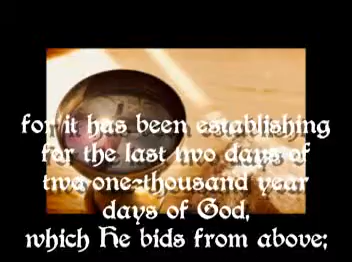 for it has been establishing
for the last two days of
two one-thousand year
days of God,
which He bids from above;